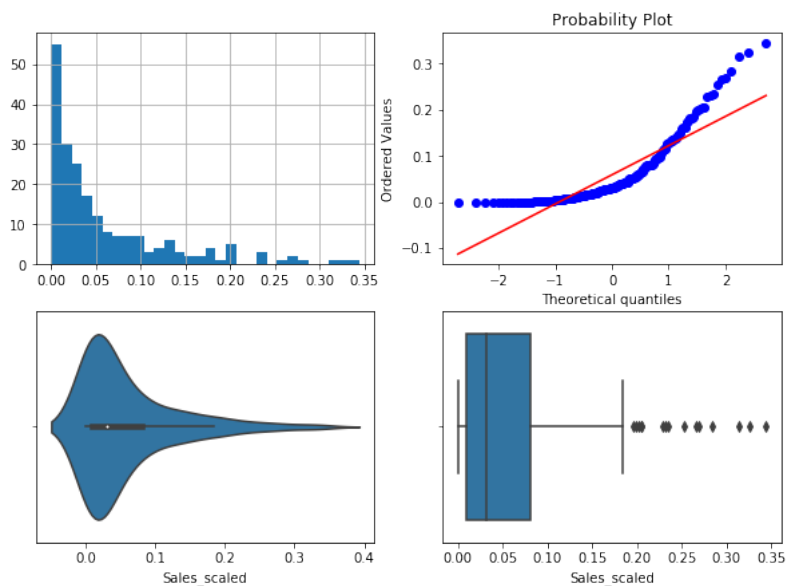 Probability Plot
50
40
30
20
10
0
0.00 0.05 0.10 0.15 0.20 0.25 0.30 0.35
Ordered Values
0.3
0.2
0.1
0.0
−0.1
−2 −1 0 1 2
Theoretical quantiles
0.0 0.1 0.2 0.3 0.4
Sales_scaled
0.00 0.05 0.10 0.15 0.20 0.25 0.30 0.35
Sales_scaled